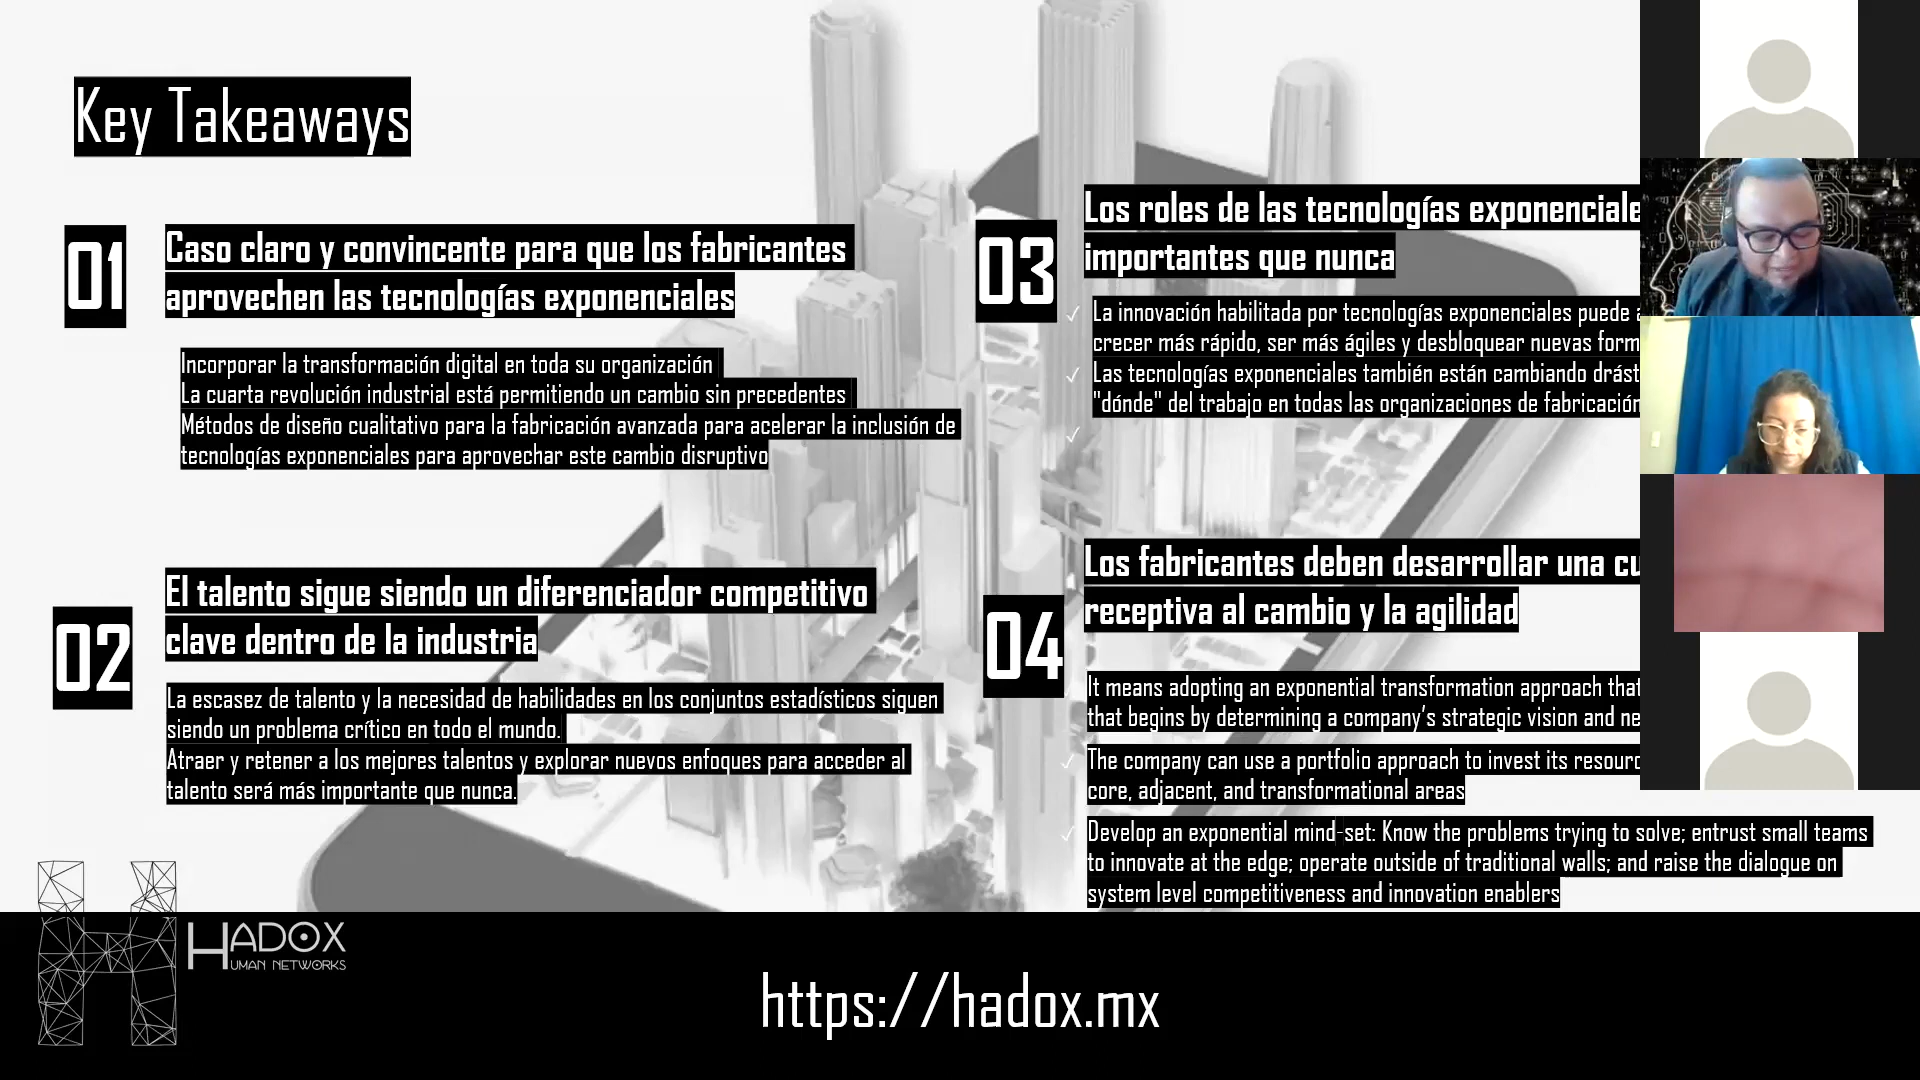 Key Takeaways
01
Caso claro y convincente para que los fabricantes
aprovechen las tecnologías exponenciales
Incorporar la transformación digital en toda su organización
La cuarta revolución industrial está permitiendo un cambio sin precedentes
Métodos de diseño cualitativo para la fabricación avanzada para acelerar la inclusión de
tecnologías exponenciales para aprovechar este cambio disruptivo
02
El talento sigue siendo un diferenciador competitivo
clave dentro de la industria
La escasez de talento y la necesidad de habilidades en los conjuntos estadísticos siguen
siendo un problema crítico en todo el mundo.
Atraer y retener a los mejores talentos y explorar nuevos enfoques para acceder al
talento será más importante que nunca.
03
Los roles de las tecnologías exponenciale
importantes que nunca
La innovación habilitada por tecnologías exponenciales puede
crecer más rápido, ser más ágiles y desbloquear nuevas form
Las tecnologías exponenciales también están cambiando drást
"dónde" del trabajo en todas las organizaciones de fabricación
04
Los fabricantes deben desarrollar una cu
receptiva al cambio y la agilidad
It means adopting an exponential transformation approach that
that begins by determining a company's strategic vision and ne
The company can use a portfolio approach to invest its resourc
core, adjacent, and transformational areas
Develop an exponential mind-set: Know the problems trying to solve; entrust small teams
to innovate at the edge; operate outside of traditional walls; and raise the dialogue on
system level competitiveness and innovation enablers
HADOX
HUMAN NETWORKS
https://hadox.mx